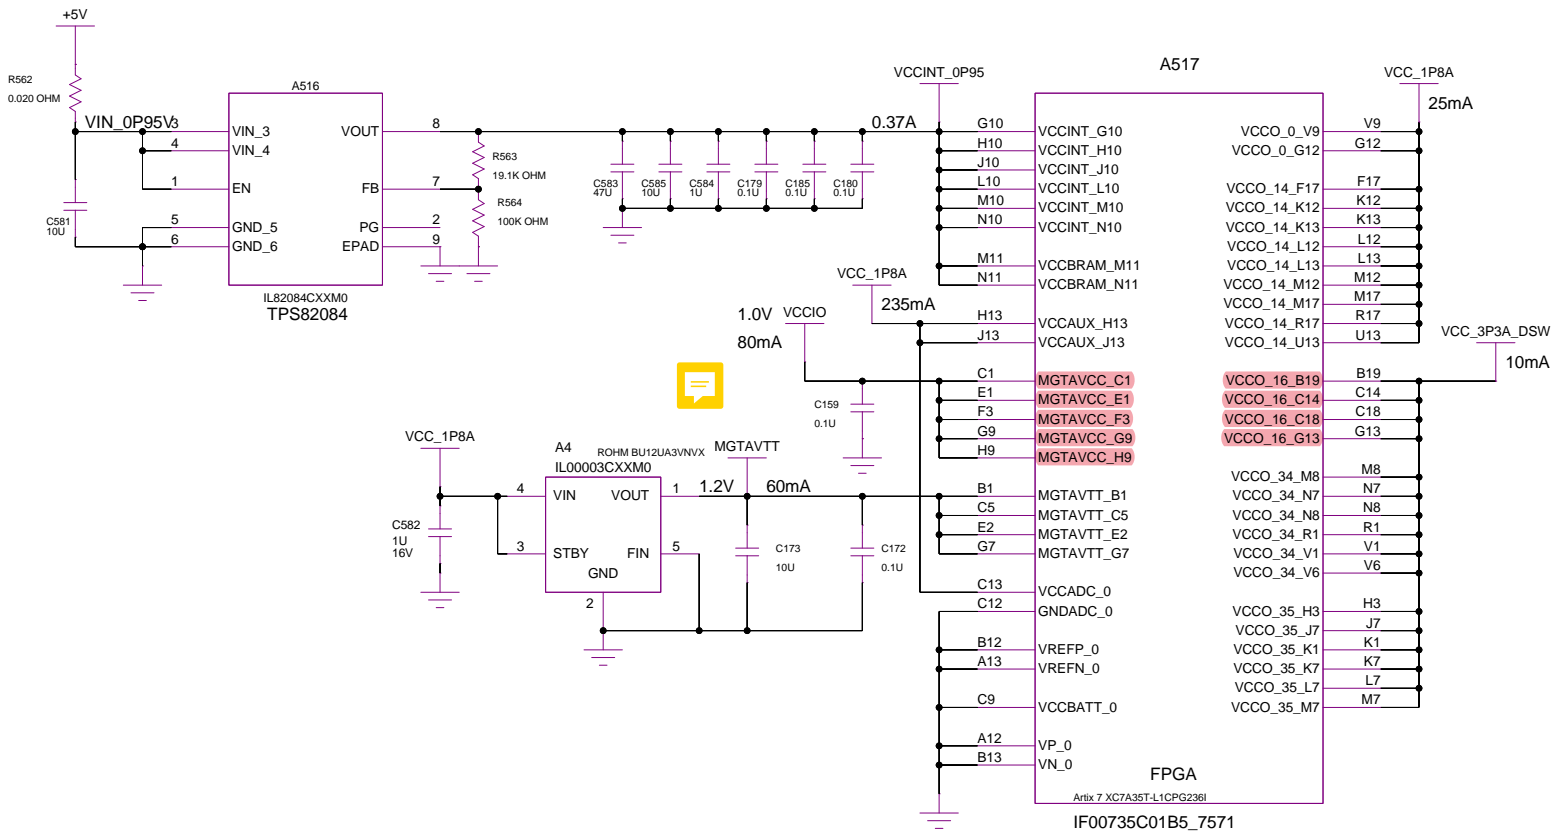 +5V
R562
0.020 OHM
VIN_0P95V
C581
10U
A516
3 VIN_3
4 VIN_4
1 EN
5 GND_5
6 GND_6
VOUT 8
FB 7
PG 2
EPAD 9
IL82084CXXM0
TPS82084
R563
19.1K OHM
R564
100K OHM
C583
47U
C585
10U
C584
1U
C179
0.1U
C185
0.1U
C180
0.1U
0.37A
VCCINT_0P95
VCC_1P8A
235mA
1.0V VCCIO
80mA
C159
0.1U
VCC_1P8A
C582
1U
16V
A4
ROHM BU12UA3VNVX
IL00003CXXM0
4 VIN
3 STBY
VOUT 1
FIN 5
GND
2
MGTAVTT
1.2V 60mA
C173
10U
C172
0.1U
A517
G10 VCCINT_G10
H10 VCCINT_H10
J10 VCCINT_J10
L10 VCCINT_L10
M10 VCCINT_M10
N10 VCCINT_N10
M11 VCCBRAM_M11
N11 VCCBRAM_N11
H13 VCCAUX_H13
J13 VCCAUX_J13
C1 MGTAVCC_C1
E1 MGTAVCC_E1
F3 MGTAVCC_F3
G9 MGTAVCC_G9
H9 MGTAVCC_H9
B1 MGTAVTT_B1
C5 MGTAVTT_C5
E2 MGTAVTT_E2
G7 MGTAVTT_G7
C13 VCCADC_0
C12 GNDADC_0
B12 VREFP_0
A13 VREFN_0
C9 VCCBATT_0
A12 VP_0
B13 VN_0
VCCO_0_V9 V9
VCCO_0_G12 G12
VCCO_14_F17 F17
VCCO_14_K12 K12
VCCO_14_K13 K13
VCCO_14_L12 L12
VCCO_14_L13 L13
VCCO_14_M12 M12
VCCO_14_M17 M17
VCCO_14_R17 R17
VCCO_14_U13 U13
VCCO_16_B19 B19
VCCO_16_C14 C14
VCCO_16_C18 C18
VCCO_16_G13 G13
VCCO_34_M8 M8
VCCO_34_N7 N7
VCCO_34_N8 N8
VCCO_34_R1 R1
VCCO_34_V1 V1
VCCO_34_V6 V6
VCCO_35_H3 H3
VCCO_35_J7 J7
VCCO_35_K1 K1
VCCO_35_K7 K7
VCCO_35_L7 L7
VCCO_35_M7 M7
FPGA
Artix 7 XC7A35T-L1CPG236I
IF00735C01B5_7571
VCC_1P8A
25mA
VCC_3P3A_DSW
10mA